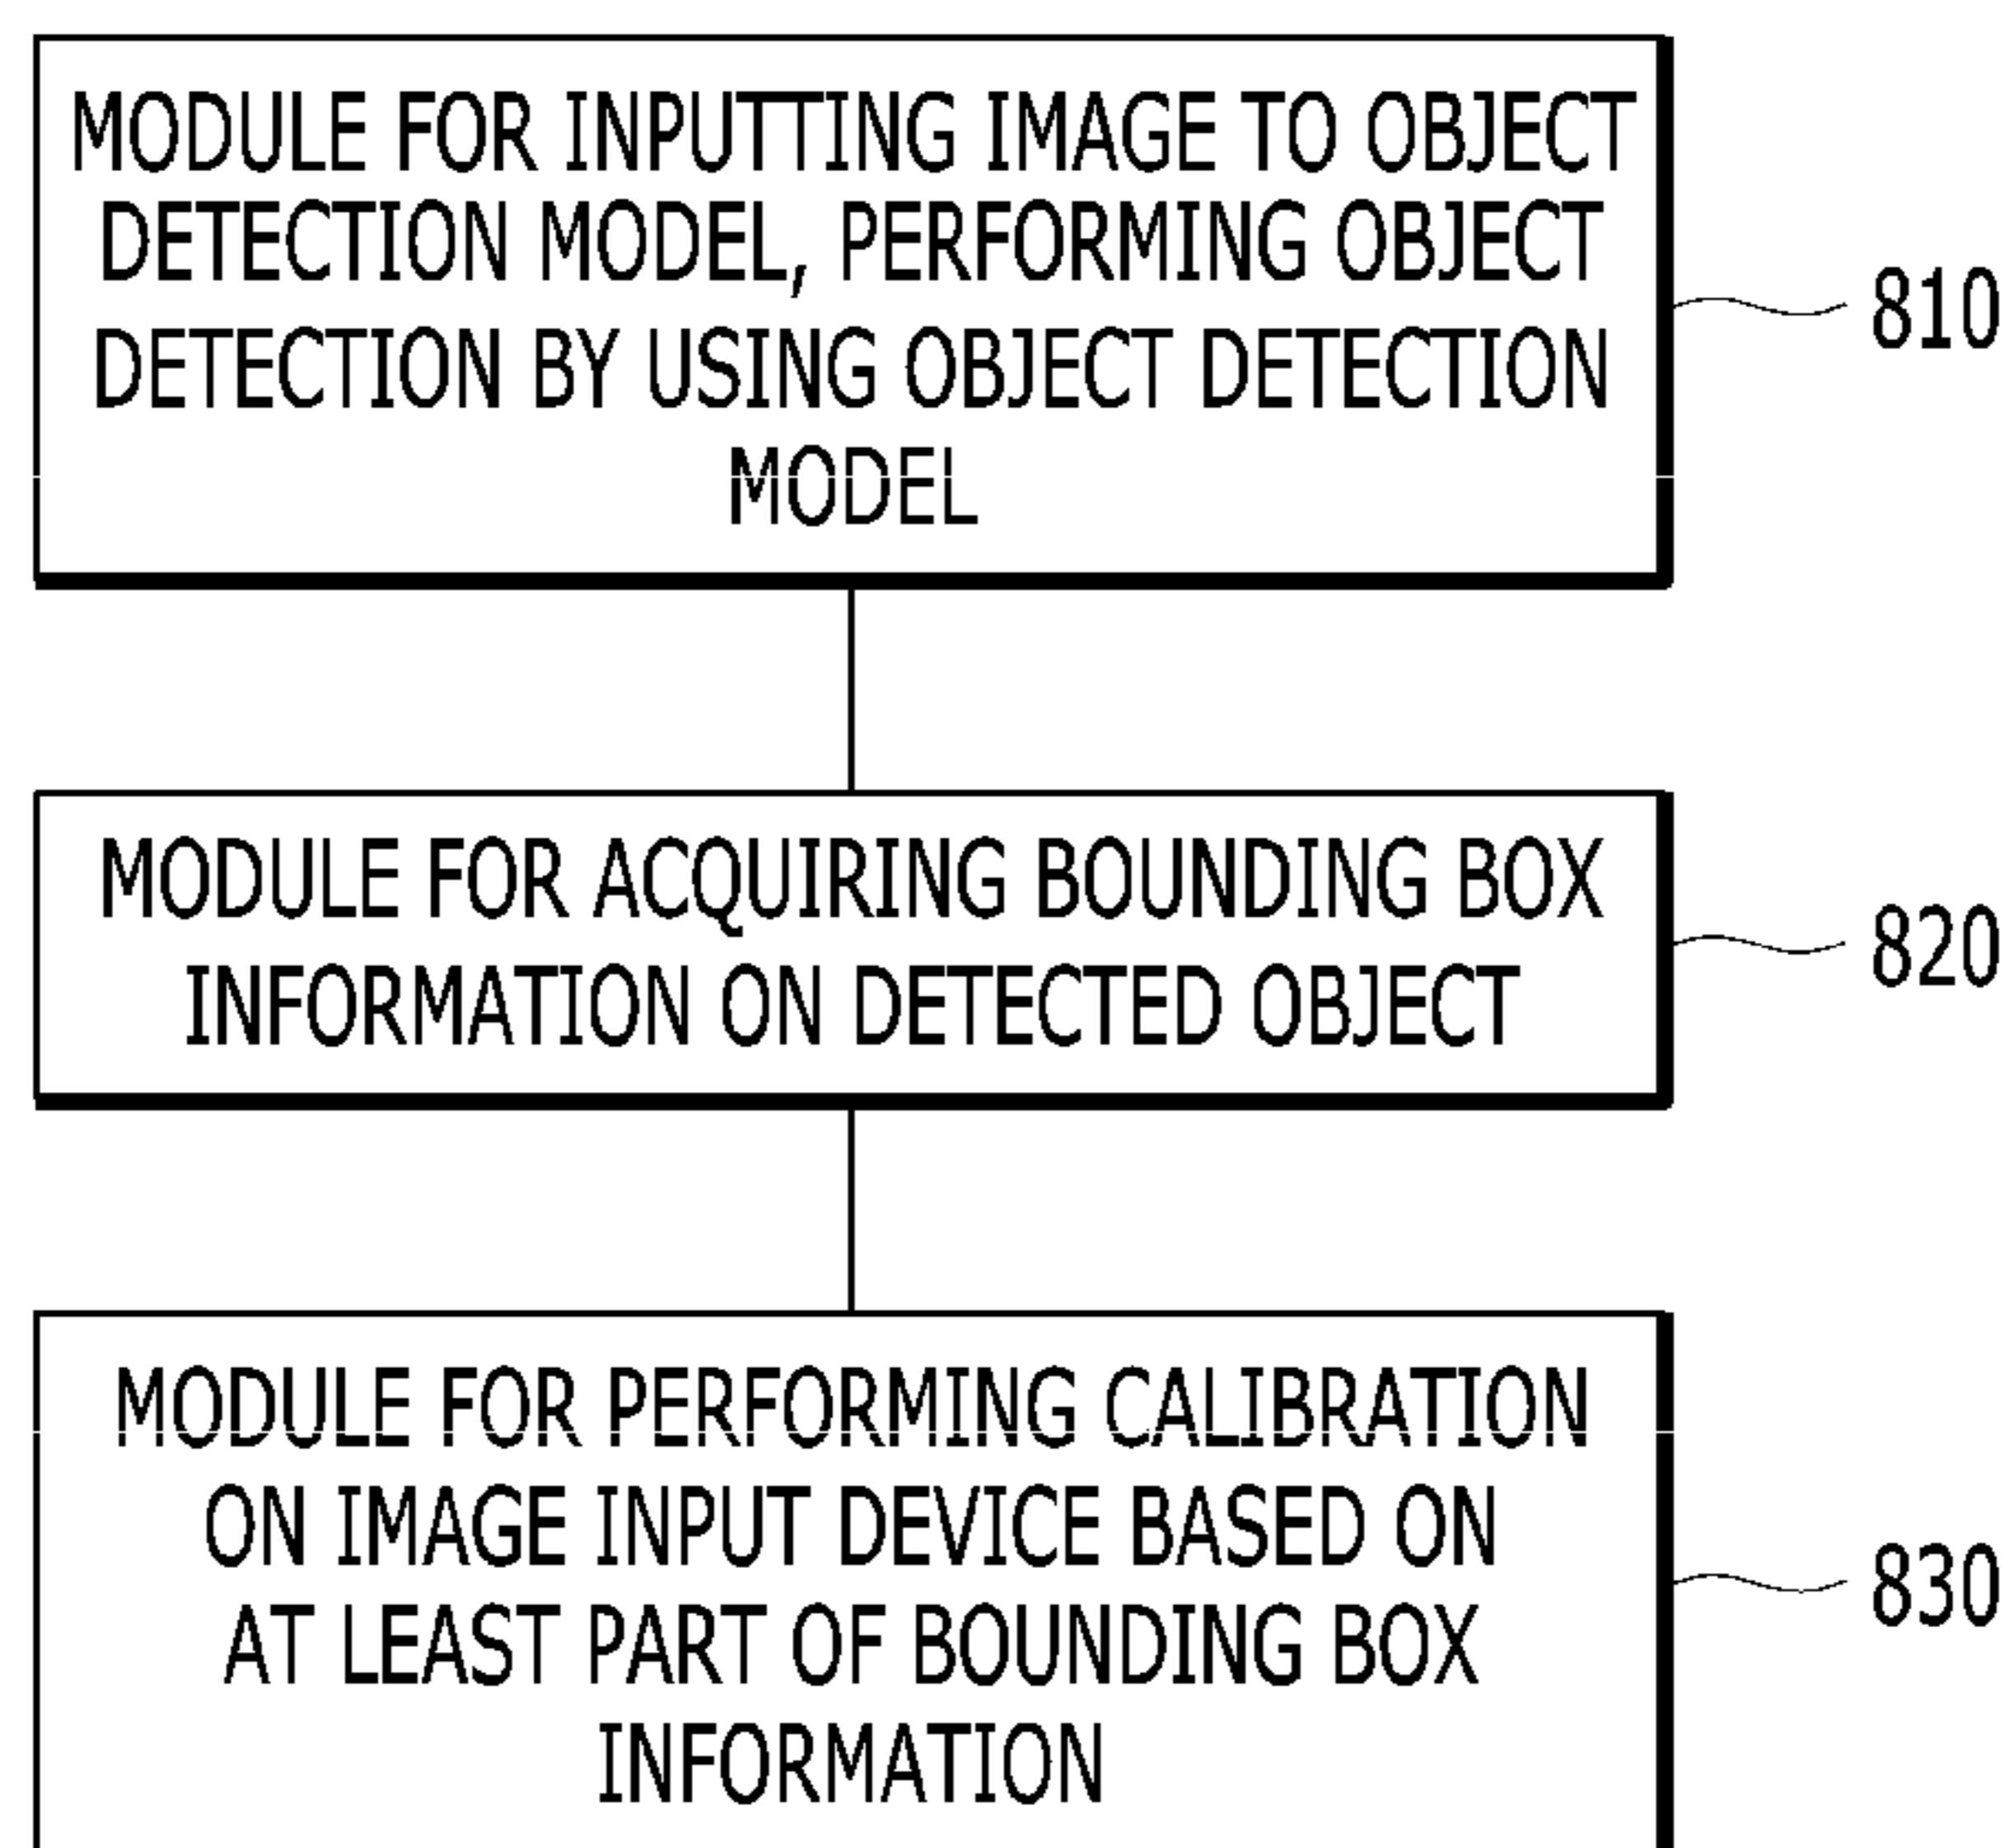 MODULE FOR INPUTTING IMAGE TO OBJECT
DETECTION MODEL, PERFORMING OBJECT
DETECTION BY USING OBJECT DETECTION
MODEL
810
MODULE FOR ACQUIRING BOUNDING BOX
INFORMATION ON DETECTED OBJECT
820
MODULE FOR PERFORMING CALIBRATION
ON IMAGE INPUT DEVICE BASED ON
AT LEAST PART OF BOUNDING BOX
INFORMATION
830